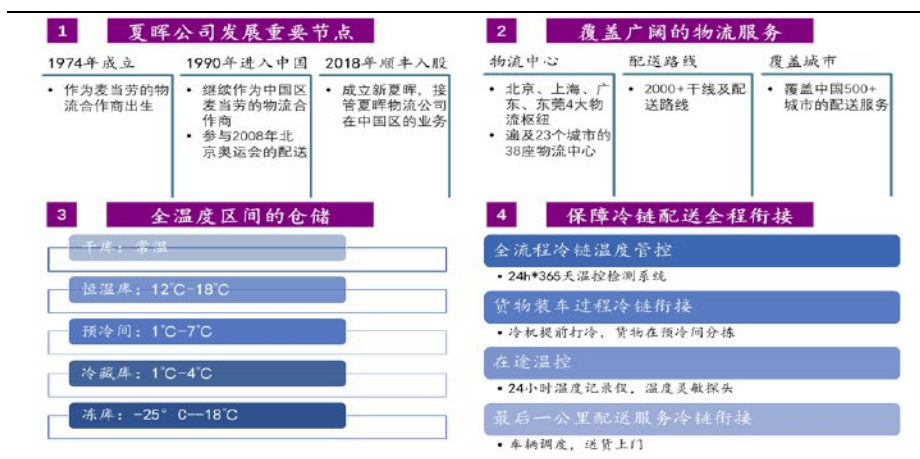 1 夏晖公司发展重要节点
1974年成立
• 作为麦当劳的物
流合作商出生
1990年进入中国
• 继续作为中国区
麦当劳的物流合
作商
• 参与2008年北
京奥运会的配送
2018年顺丰入股
• 成立新夏晖，接
管夏晖物流公司
在中国区的业务
2 覆盖广阔的物流服务
物流中心
• 北京、上海、广
东、东莞4大物
流枢纽
• 遍及23个城市的
38座物流中心
配送路线
• 2000+干线及配
送路线
覆盖城市
• 覆盖中国500+
城市的配送服务
3 全温度区间的仓储
干库：常温
恒温库：12°C-18°C
预冷间：1°C-7°C
冷藏库：1°C-4°C
冻库：-25° C--18°C
4 保障冷链配送全程衔接
全流程冷链温度管控
• 24h*365天温控检测系统
货物装车过程冷链衔接
• 冷机提前打冷，货物在预冷间分拣
在途温控
• 24小时温度记录仪，温度灵敏探头
最后一公里配送服务冷链衔接
• 车辆调度，送货上门